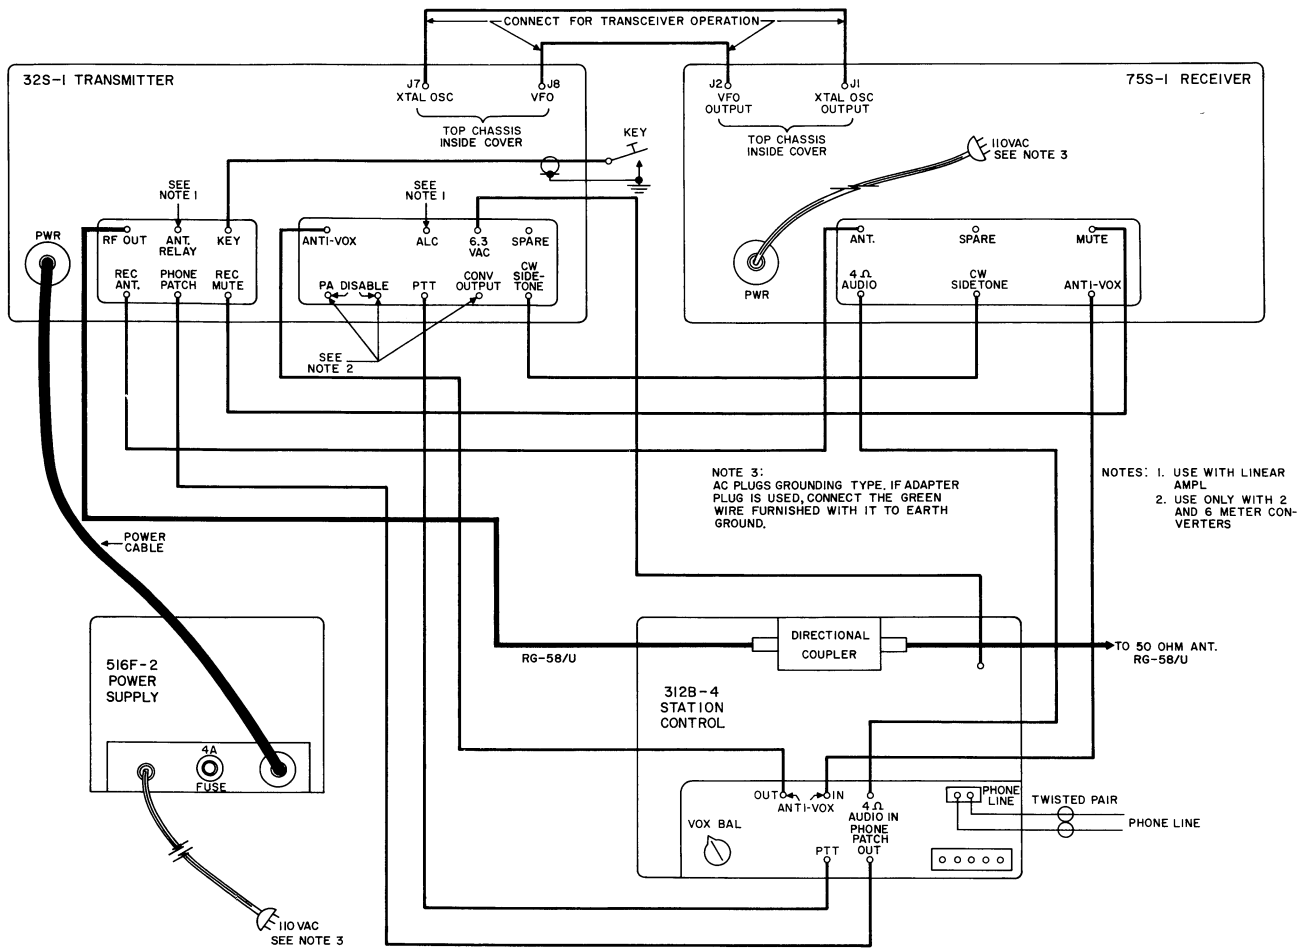 CONNECT FOR TRANSCEIVER OPERATION
32S-1 TRANSMITTER
J7
XTAL OSC
J8
VFO
TOP CHASSIS
INSIDE COVER
KEY
J2
VFO
OUTPUT
J1
XTAL OSC
OUTPUT
TOP CHASSIS
INSIDE COVER
75S-1 RECEIVER
110VAC
SEE NOTE 3
SEE
NOTE 1
SEE
NOTE 1
PWR
RF OUT
ANT.
RELAY
KEY
REC
ANT.
PHONE
PATCH
REC
MUTE
ANTI-VOX
ALC
6.3
VAC
SPARE
PA DISABLE
PTT
CONV
OUTPUT
CW
SIDE-
TONE
SEE
NOTE 2
PWR
ANT.
SPARE
MUTE
4 Ω
AUDIO
CW
SIDETONE
ANTI-VOX
NOTE 3:
AC PLUGS GROUNDING TYPE. IF ADAPTER
PLUG IS USED, CONNECT THE GREEN
WIRE FURNISHED WITH IT TO EARTH
GROUND.
NOTES: 1. USE WITH LINEAR
AMPL
2. USE ONLY WITH 2
AND 6 METER CON-
VERTERS
POWER
CABLE
516F-2
POWER
SUPPLY
4A
FUSE
110VAC
SEE NOTE 3
RG-58/U
DIRECTIONAL
COUPLER
TO 50 OHM ANT.
RG-58/U
312B-4
STATION
CONTROL
OUT
IN
ANTI-VOX
4 Ω
AUDIO IN
PHONE
PATCH
OUT
VOX BAL
PTT
PHONE
LINE
TWISTED PAIR
PHONE LINE